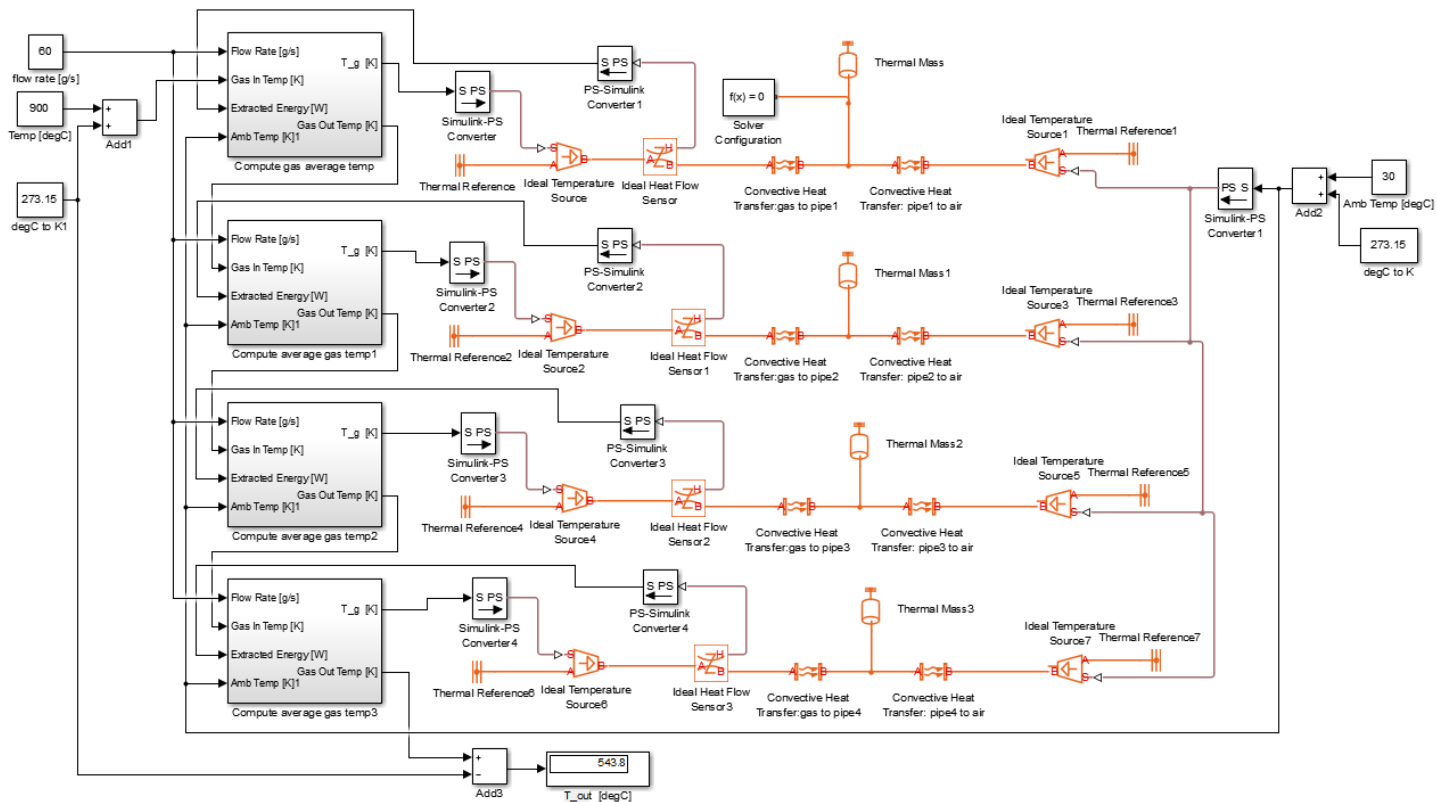 60
flow rate [g/s]
900
Temp [degC]
+
+
Add1
273.15
degC to K1
Flow Rate [g/s]
Gas In Temp [K]
Extracted Energy [W]
Amb Temp [K]1
T_g [K]
Gas Out Temp [K]
Compute gas average temp
S PS
Simulink-PS
Converter
S PS
PS-Simulink
Converter1
Thermal Reference
S
A
B
Ideal Temperature
Source
A
H
B
Ideal Heat Flow
Sensor
f(x) = 0
Solver
Configuration
Thermal Mass
A
B
Convective Heat
Transfer:gas to pipe1
A
B
Convective Heat
Transfer: pipe1 to air
Ideal Temperature
Source1
B
A
S
Thermal Reference1
PS S
Simulink-PS
Converter1
+
+
Add2
30
Amb Temp [degC]
273.15
degC to K
Flow Rate [g/s]
Gas In Temp [K]
Extracted Energy [W]
Amb Temp [K]1
T_g [K]
Gas Out Temp [K]
Compute average gas temp1
S PS
Simulink-PS
Converter2
S PS
PS-Simulink
Converter2
Thermal Reference2
S
A
B
Ideal Temperature
Source2
A
H
B
Ideal Heat Flow
Sensor1
Thermal Mass1
A
B
Convective Heat
Transfer:gas to pipe2
A
B
Convective Heat
Transfer: pipe2 to air
Ideal Temperature
Source3
B
A
S
Thermal Reference3
Flow Rate [g/s]
Gas In Temp [K]
Extracted Energy [W]
Amb Temp [K]1
T_g [K]
Gas Out Temp [K]
Compute average gas temp2
S PS
Simulink-PS
Converter3
S PS
PS-Simulink
Converter3
Thermal Reference4
S
A
B
Ideal Temperature
Source4
A
H
B
Ideal Heat Flow
Sensor2
Thermal Mass2
A
B
Convective Heat
Transfer:gas to pipe3
A
B
Convective Heat
Transfer: pipe3 to air
Ideal Temperature
Source5
B
A
S
Thermal Reference5
Flow Rate [g/s]
Gas In Temp [K]
Extracted Energy [W]
Amb Temp [K]1
T_g [K]
Gas Out Temp [K]
Compute average gas temp3
S PS
Simulink-PS
Converter4
S PS
PS-Simulink
Converter4
Thermal Reference6
S
A
B
Ideal Temperature
Source6
A
H
B
Ideal Heat Flow
Sensor3
Thermal Mass3
A
B
Convective Heat
Transfer:gas to pipe4
A
B
Convective Heat
Transfer: pipe4 to air
Ideal Temperature
Source7
B
A
S
Thermal Reference7
+
−
Add3
543.8
T_out [degC]